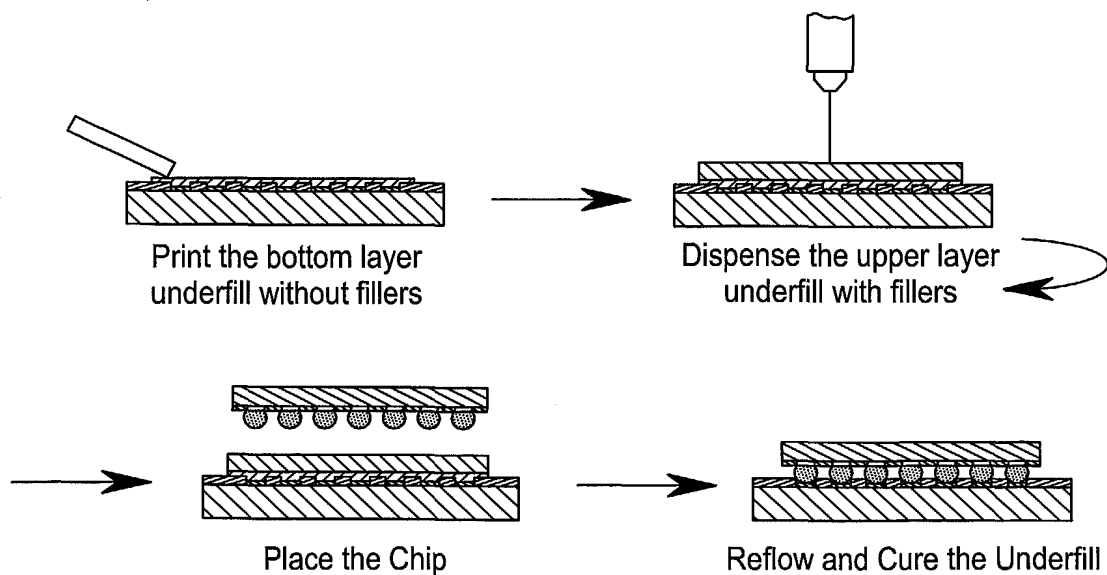 Print the bottom layer
underfill without fillers
Dispense the upper layer
underfill with fillers
Place the Chip
Reflow and Cure the Underfill